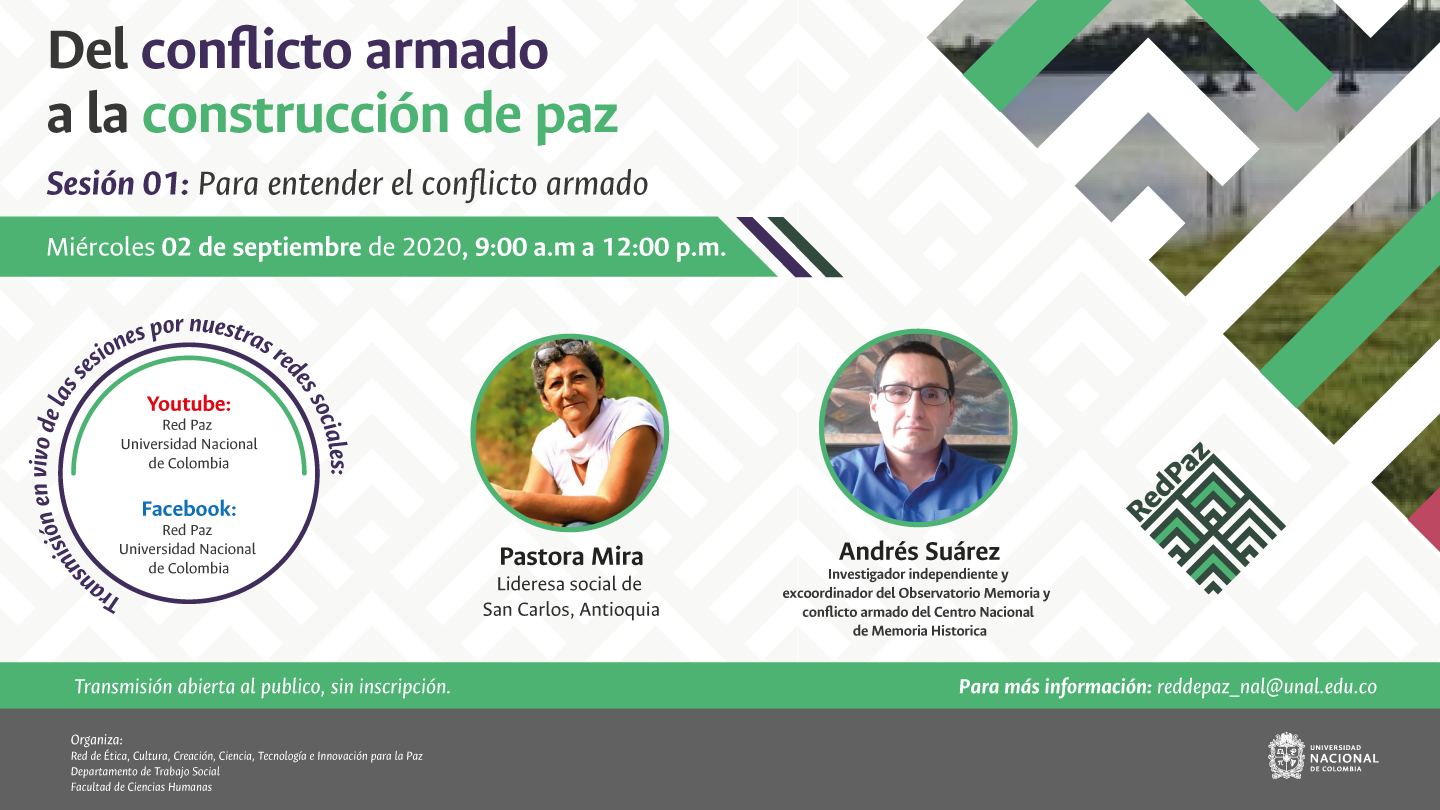 Del conflicto armado
a la construcción de paz
Sesión 01: Para entender el conflicto armado
Miércoles 02 de septiembre de 2020, 9:00 a.m a 12:00 p.m.
Transmisión en vivo de las sesiones por nuestras redes sociales:
Youtube:
Red Paz
Universidad Nacional
de Colombia
Facebook:
Red Paz
Universidad Nacional
de Colombia
Pastora Mira
Lideresa social de
San Carlos, Antioquia
Andrés Suárez
Investigador independiente y
excoordinador del Observatorio Memoria y
conflicto armado del Centro Nacional
de Memoria Historica
RedPaz
Transmisión abierta al publico, sin inscripción.
Para más información: reddepaz_nal@unal.edu.co
Organiza:
Red de Ética, Cultura, Creación, Ciencia, Tecnología e Innovación para la Paz
Departamento de Trabajo Social
Facultad de Ciencias Humanas
UNIVERSIDAD
NACIONAL
DE COLOMBIA